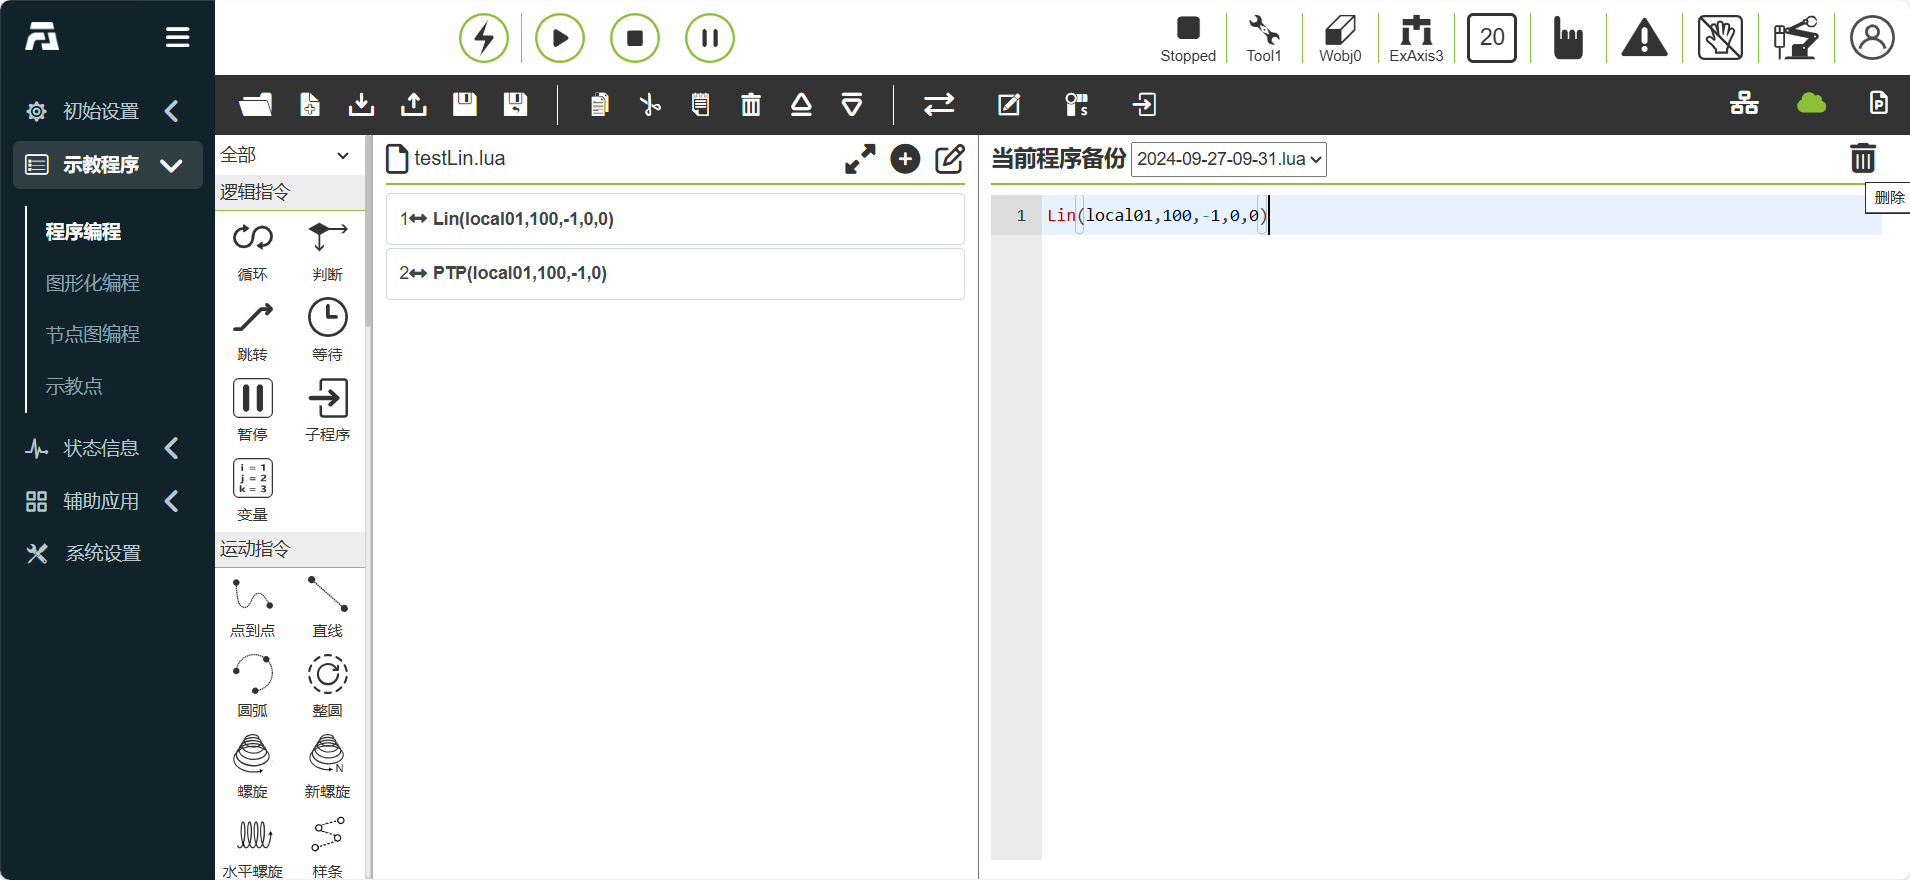 Stopped
Tool1
Wobj0
ExAxis3
20
初始设置
示教程序
程序编程
图形化编程
节点图编程
示教点
状态信息
辅助应用
系统设置
S
P
全部
逻辑指令
循环
判断
跳转
等待
暂停
子程序
i = 1
j = 2
k = 3
变量
运动指令
点到点
直线
圆弧
整圆
N
螺旋
新螺旋
水平螺旋
样条
testLin.lua
1 Lin(local01,100,-1,0,0)
2 PTP(local01,100,-1,0)
当前程序备份 2024-09-27-09-31.lua
删除
1 Lin(local01,100,-1,0,0)